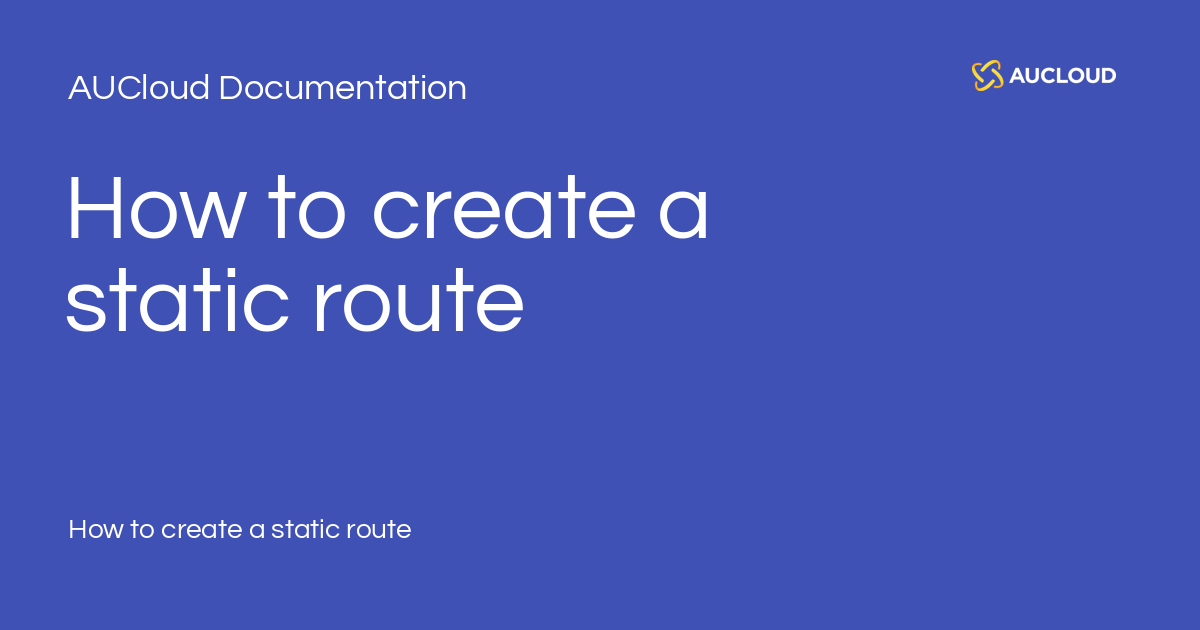 AUCloud Documentation
AUCLOUD
How to create a
static route
How to create a static route